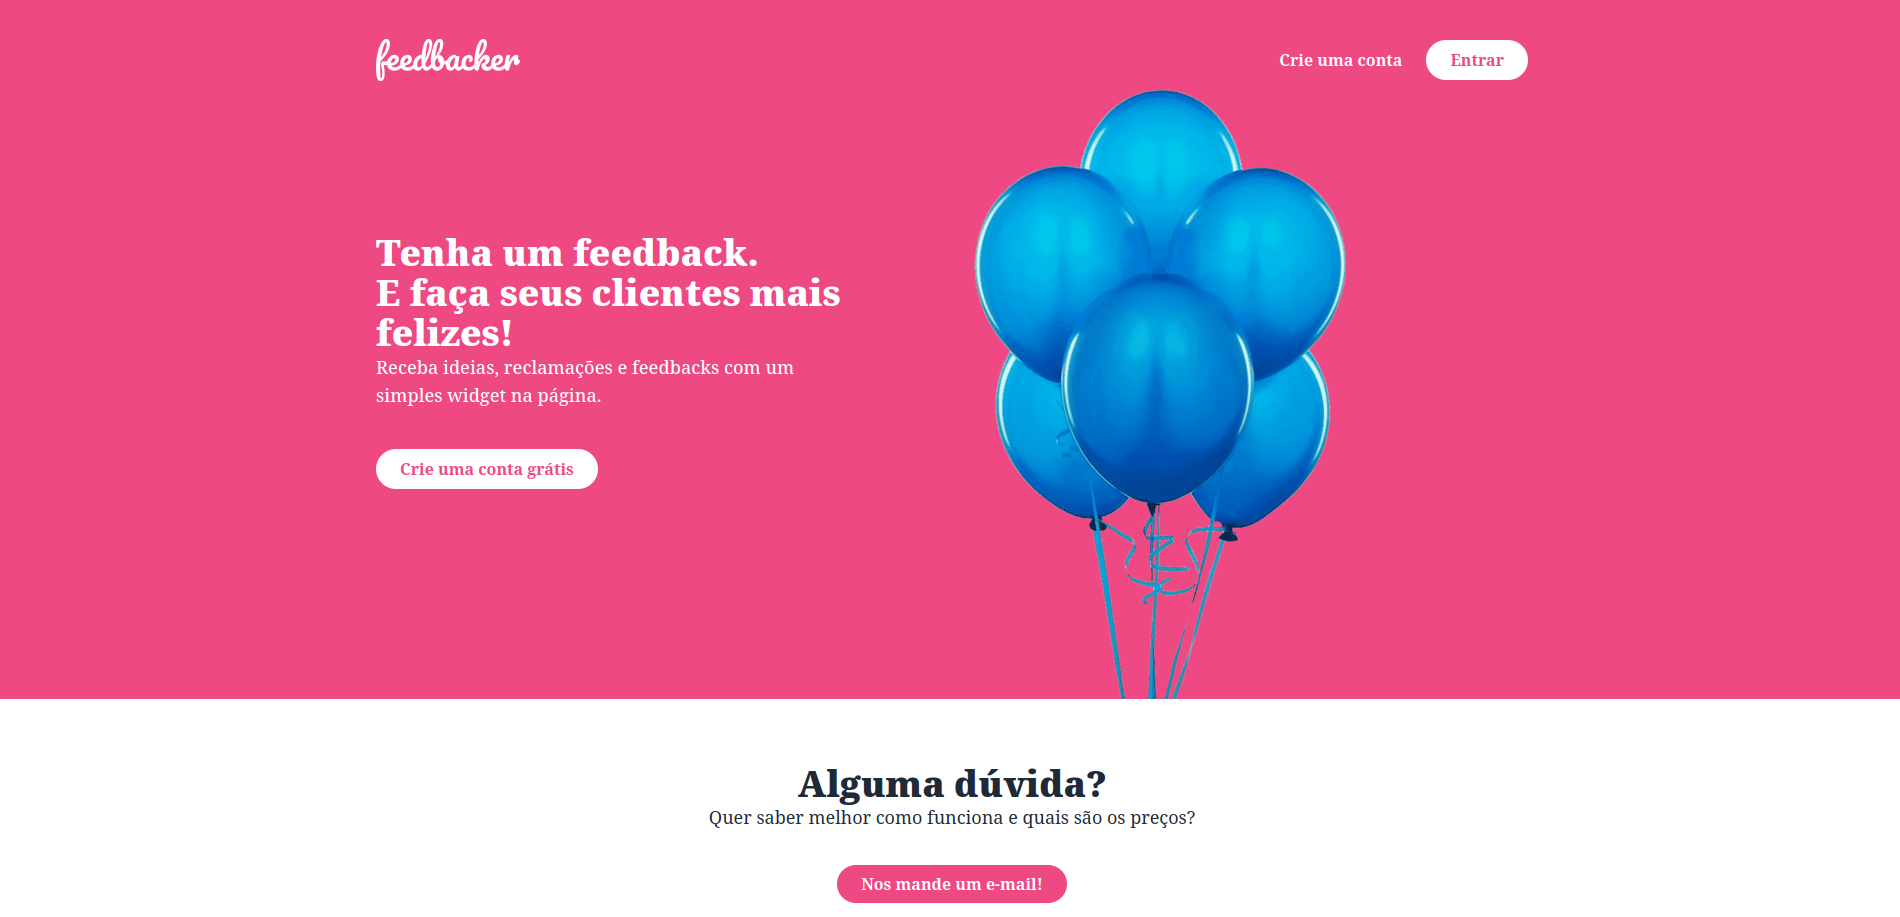 feedbacker
Crie uma conta
Entrar
Tenha um feedback.
E faça seus clientes mais
felizes!
Receba ideias, reclamações e feedbacks com um
simples widget na página.
Crie uma conta grátis
Alguma dúvida?
Quer saber melhor como funciona e quais são os preços?
Nos mande um e-mail!